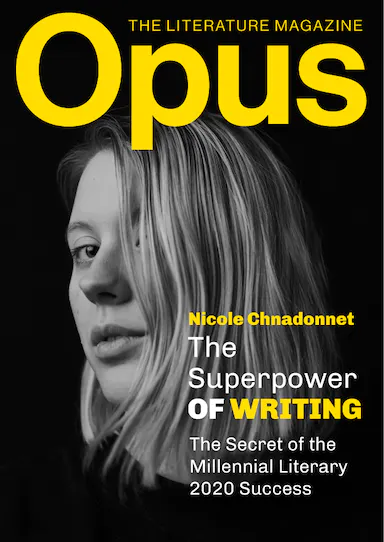 THE LITERATURE MAGAZINE
Opus
Nicole Chnadonnet
The
Superpower
OF WRITING
The Secret of the
Millennial Literary
2020 Success